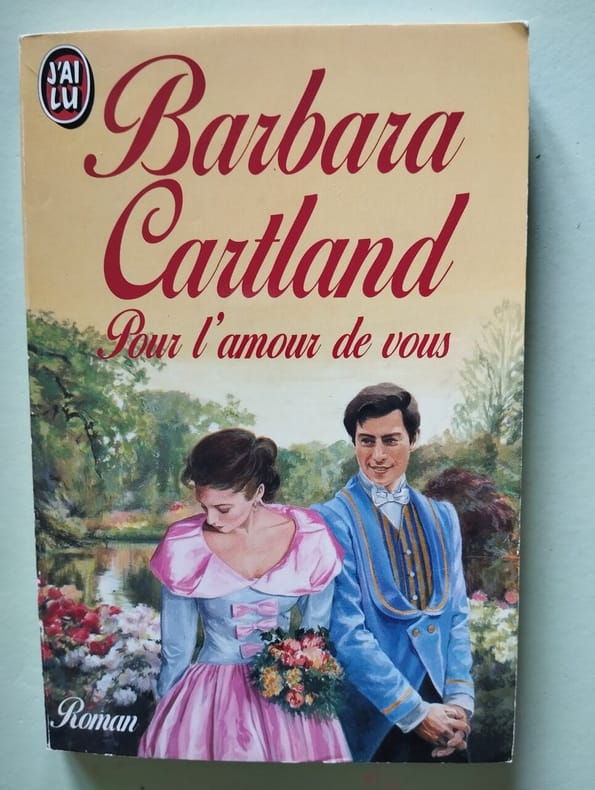 J'AI
LU
Barbara
Cartland
Pour l'amour de vous
Roman